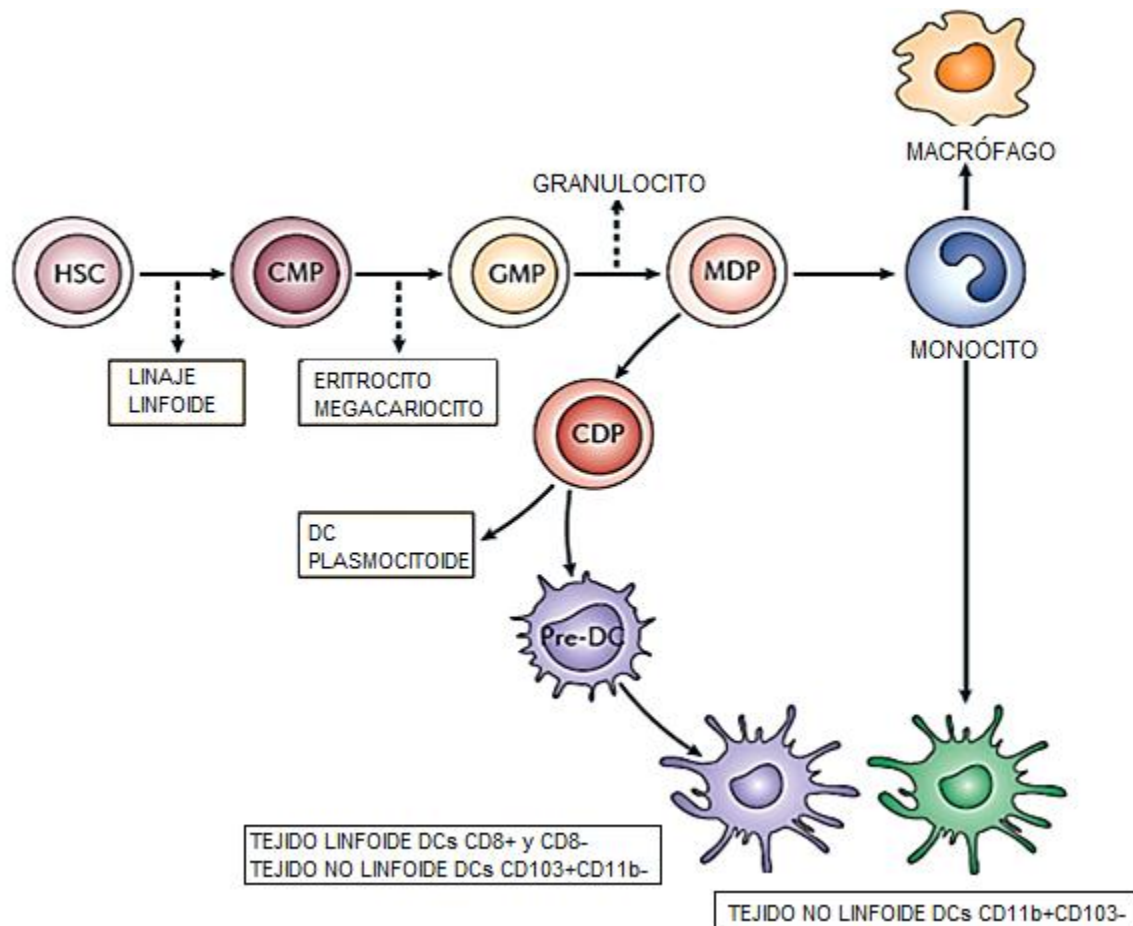 MACRÓFAGO
GRANULOCITO
HSC
CMP
GMP
MDP
MONOCITO
LINAJE
LINFOIDE
ERITROCITO
MEGACARIOCITO
CDP
DC
PLASMOCITOIDE
Pre-DC
TEJIDO LINFOIDE DCs CD8+ y CD8-
TEJIDO NO LINFOIDE DCs CD103+CD11b-
TEJIDO NO LINFOIDE DCs CD11b+CD103-